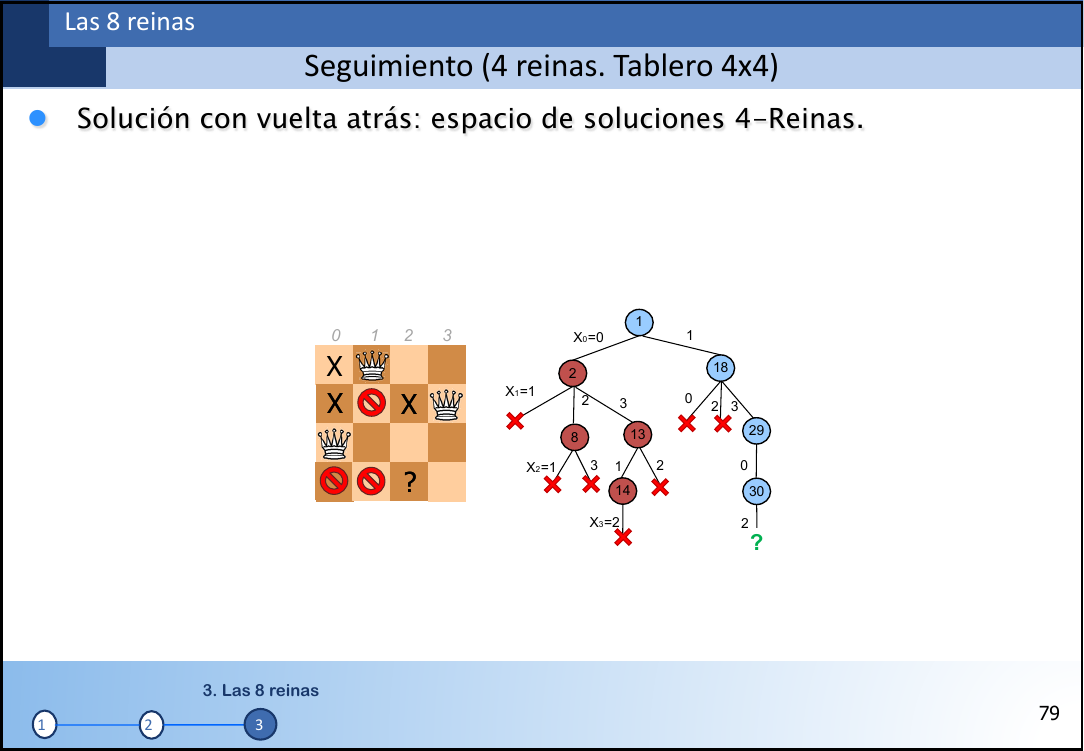 Las 8 reinas
Seguimiento (4 reinas. Tablero 4x4)
Solución con vuelta atrás: espacio de soluciones 4-Reinas.
0 1 2 3
X
X X
?
1
X₀=0 1
2 18
X₁=1 2 3 0 2 3
8 13 29
X₂=1 3 1 2 0
14 30
X₃=2 2
?
3. Las 8 reinas
1 2 3
79